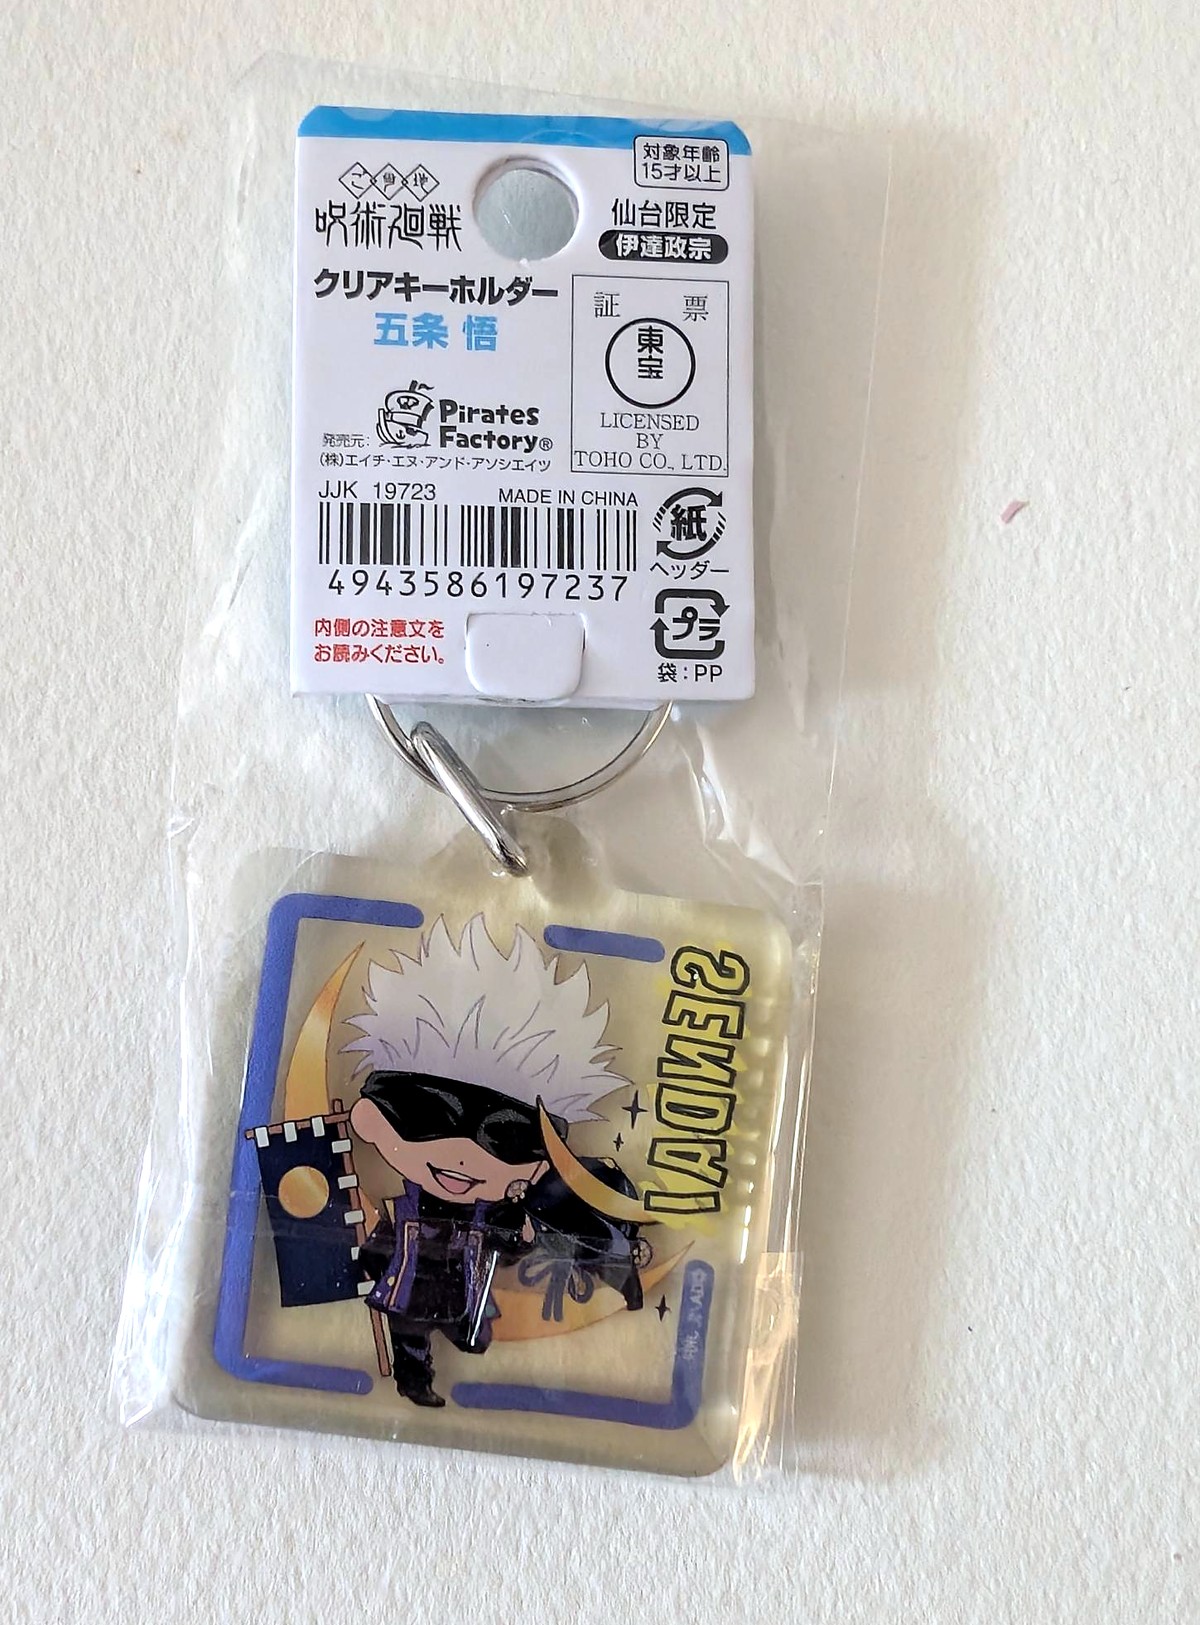 対象年齢
15才以上
ご当地
呪術廻戦
仙台限定
伊達政宗
クリアキーホルダー
五条 悟
証 票
東宝
LICENSED
BY
TOHO CO., LTD.
発売元:
Pirates
Factory®
(株)エイチ・エヌ・アンド・アソシエイツ
JJK 19723
MADE IN CHINA
4943586197237
紙
ヘッダー
プラ
袋:PP
内側の注意文を
お読みください。
SENDAI